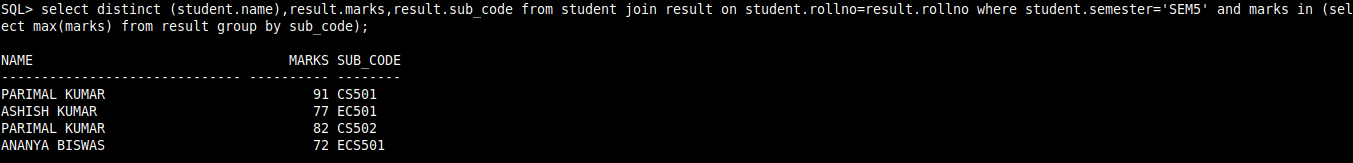 SQL> select distinct (student.name),result.marks,result.sub_code from student join result on student.rollno=result.rollno where student.semester='SEM5' and marks in (sel
ect max(marks) from result group by sub_code);
NAME MARKS SUB_CODE
------------------------------ ---------- --------
PARIMAL KUMAR 91 CS501
ASHISH KUMAR 77 EC501
PARIMAL KUMAR 82 CS502
ANANYA BISWAS 72 ECS501